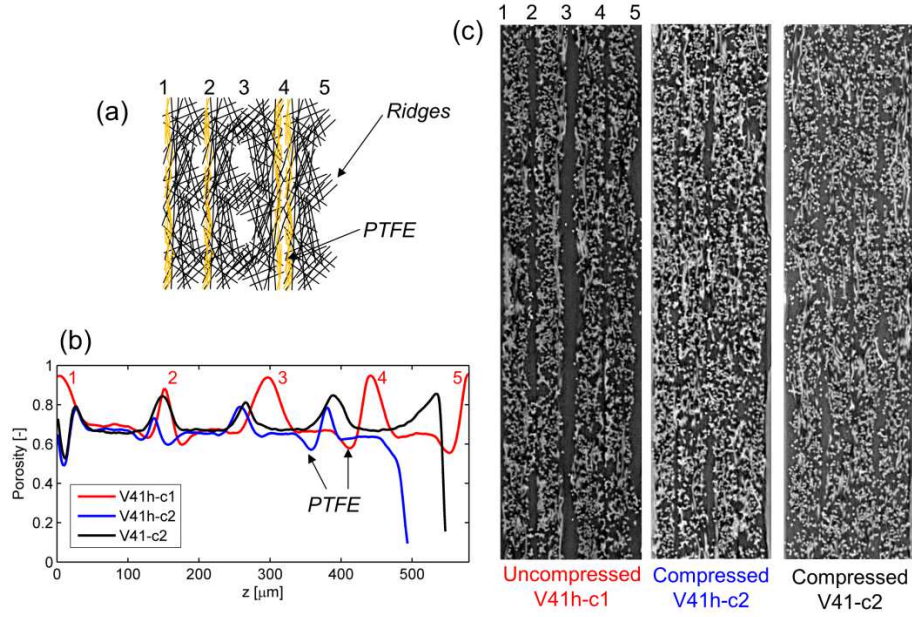 (a)
1 2 3 4 5
Ridges
PTFE
(b)
1 2 3 4 5
Porosity [-]
1
0.8
0.6
0.4
0.2
0
PTFE
V41h-c1
V41h-c2
V41-c2
0 100 200 300 400 500
z [µm]
(c)
1 2 3 4 5
Uncompressed
V41h-c1
Compressed
V41h-c2
Compressed
V41-c2